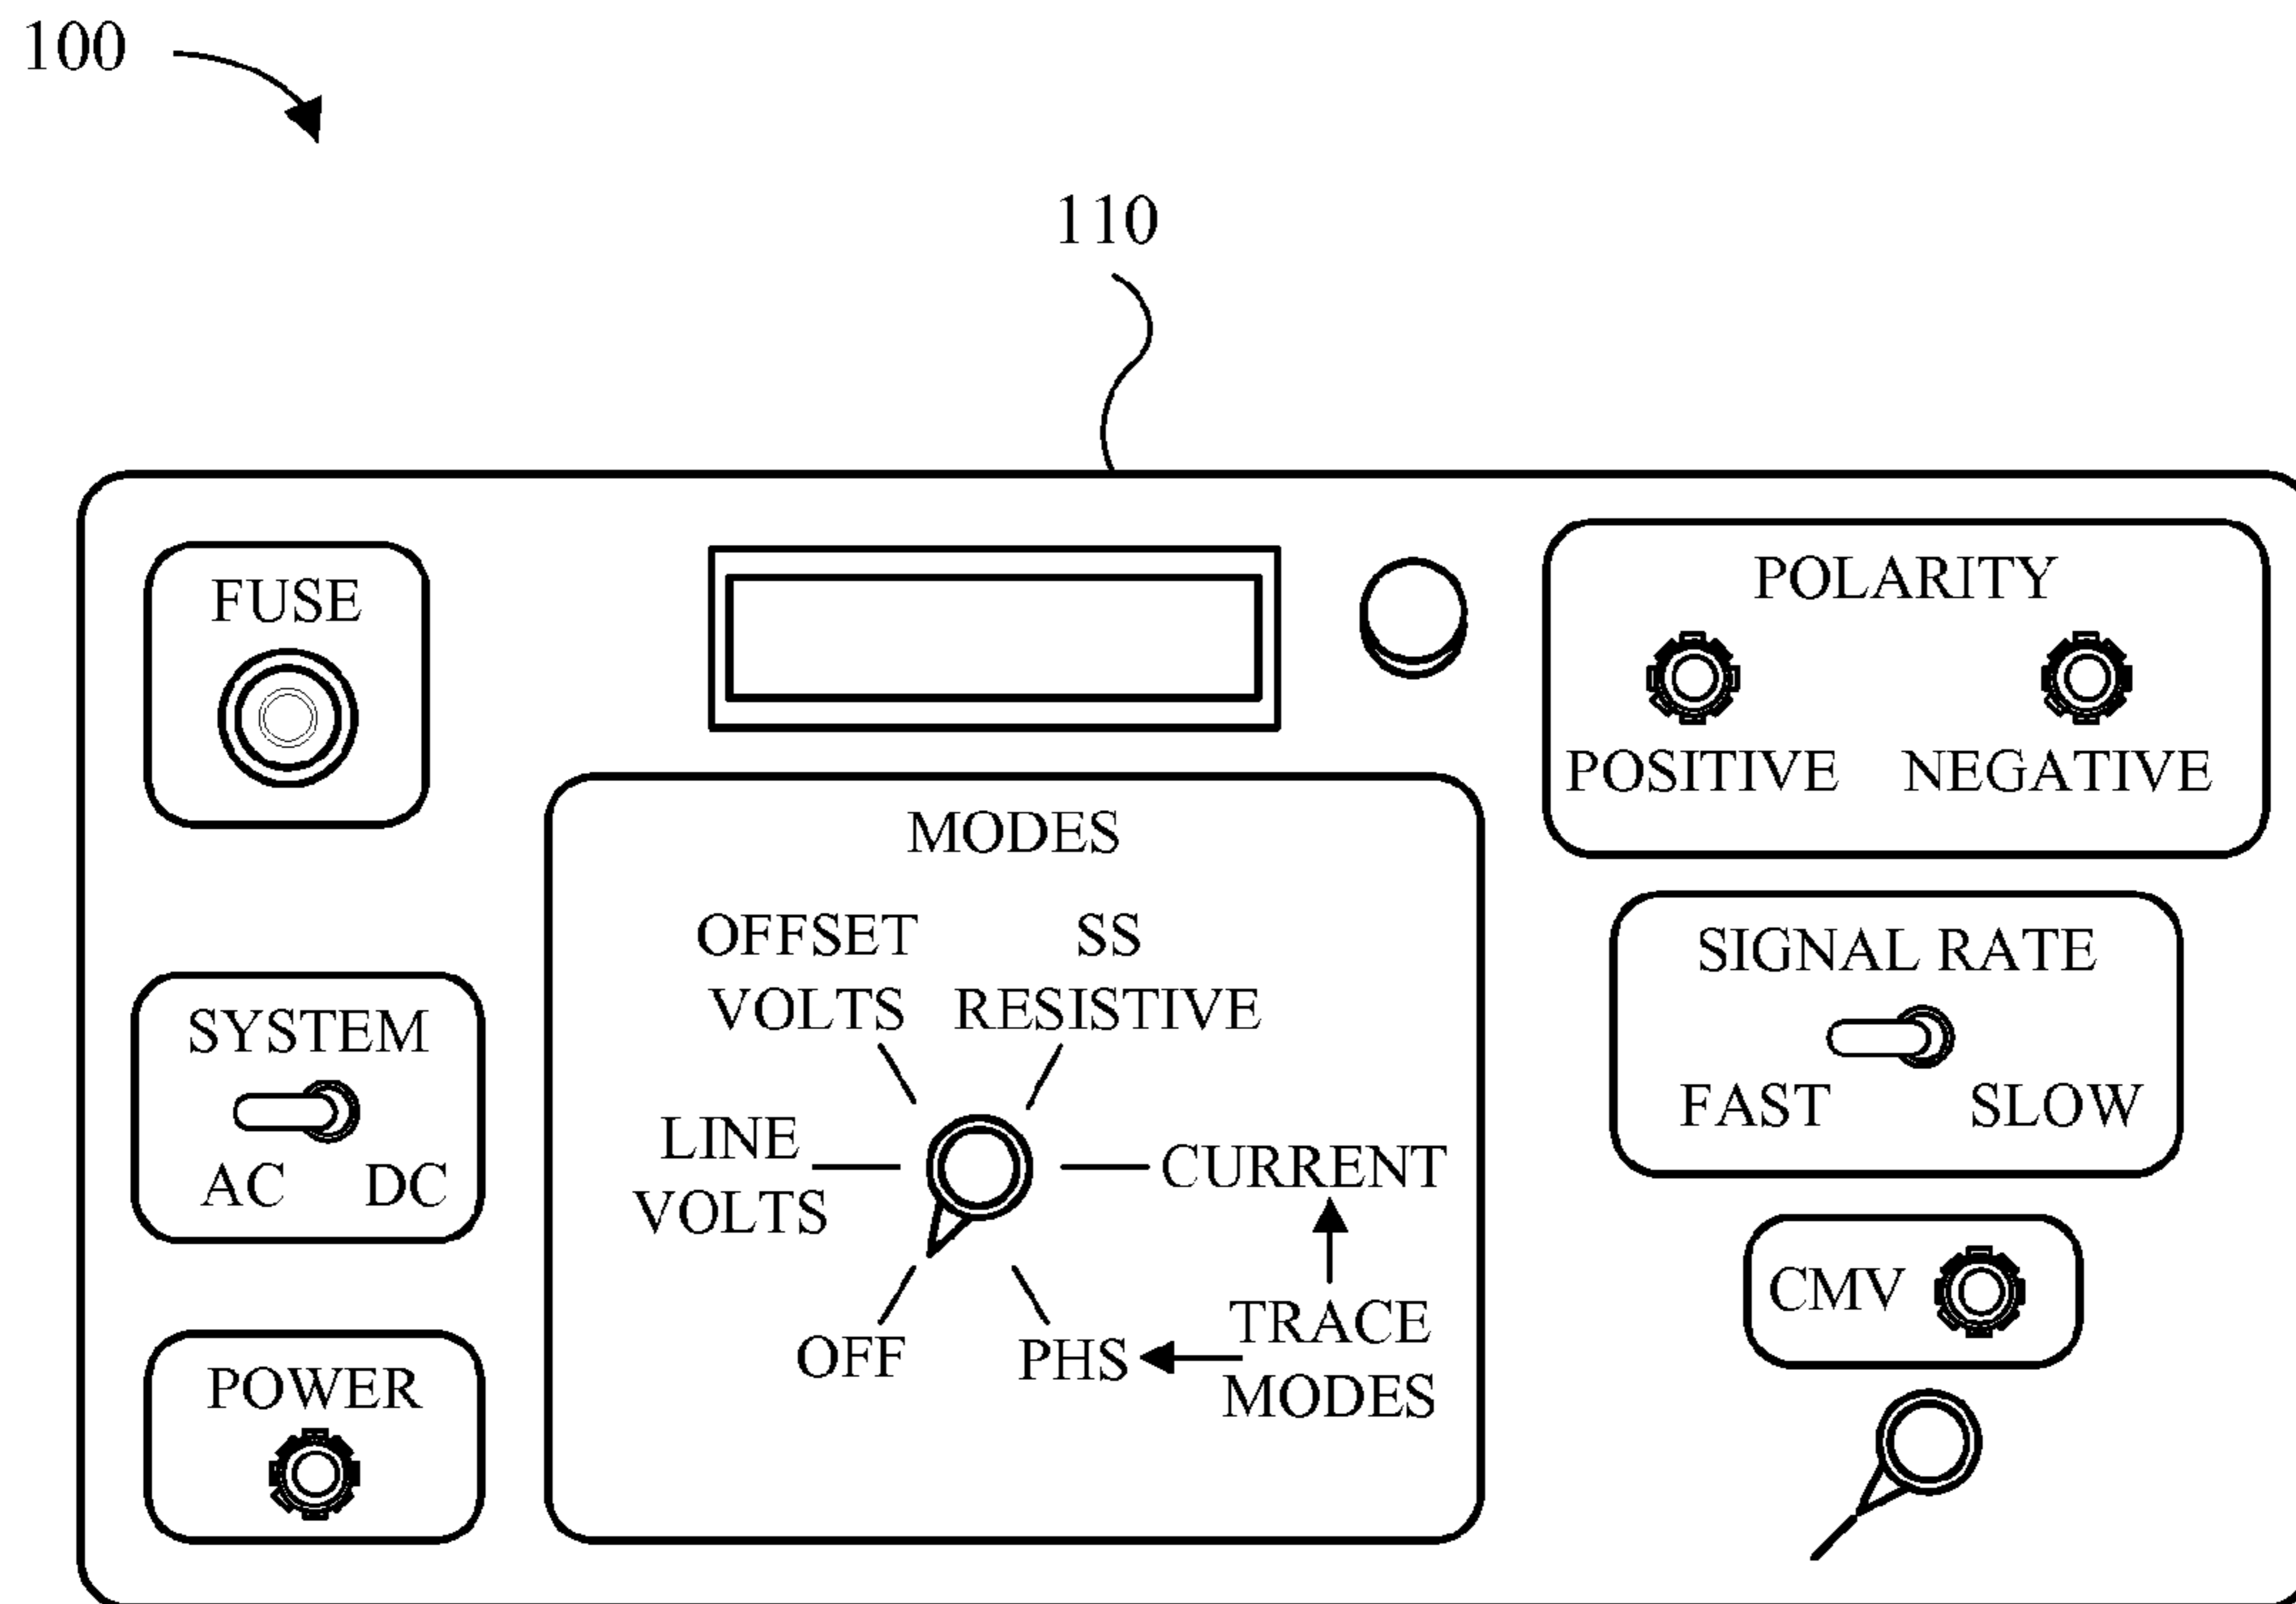 100
110
FUSE
POLARITY
POSITIVE NEGATIVE
MODES
OFFSET
VOLTS
SS
RESISTIVE
LINE
VOLTS
CURRENT
OFF
PHS
TRACE
MODES
SYSTEM
AC DC
POWER
SIGNAL RATE
FAST SLOW
CMV